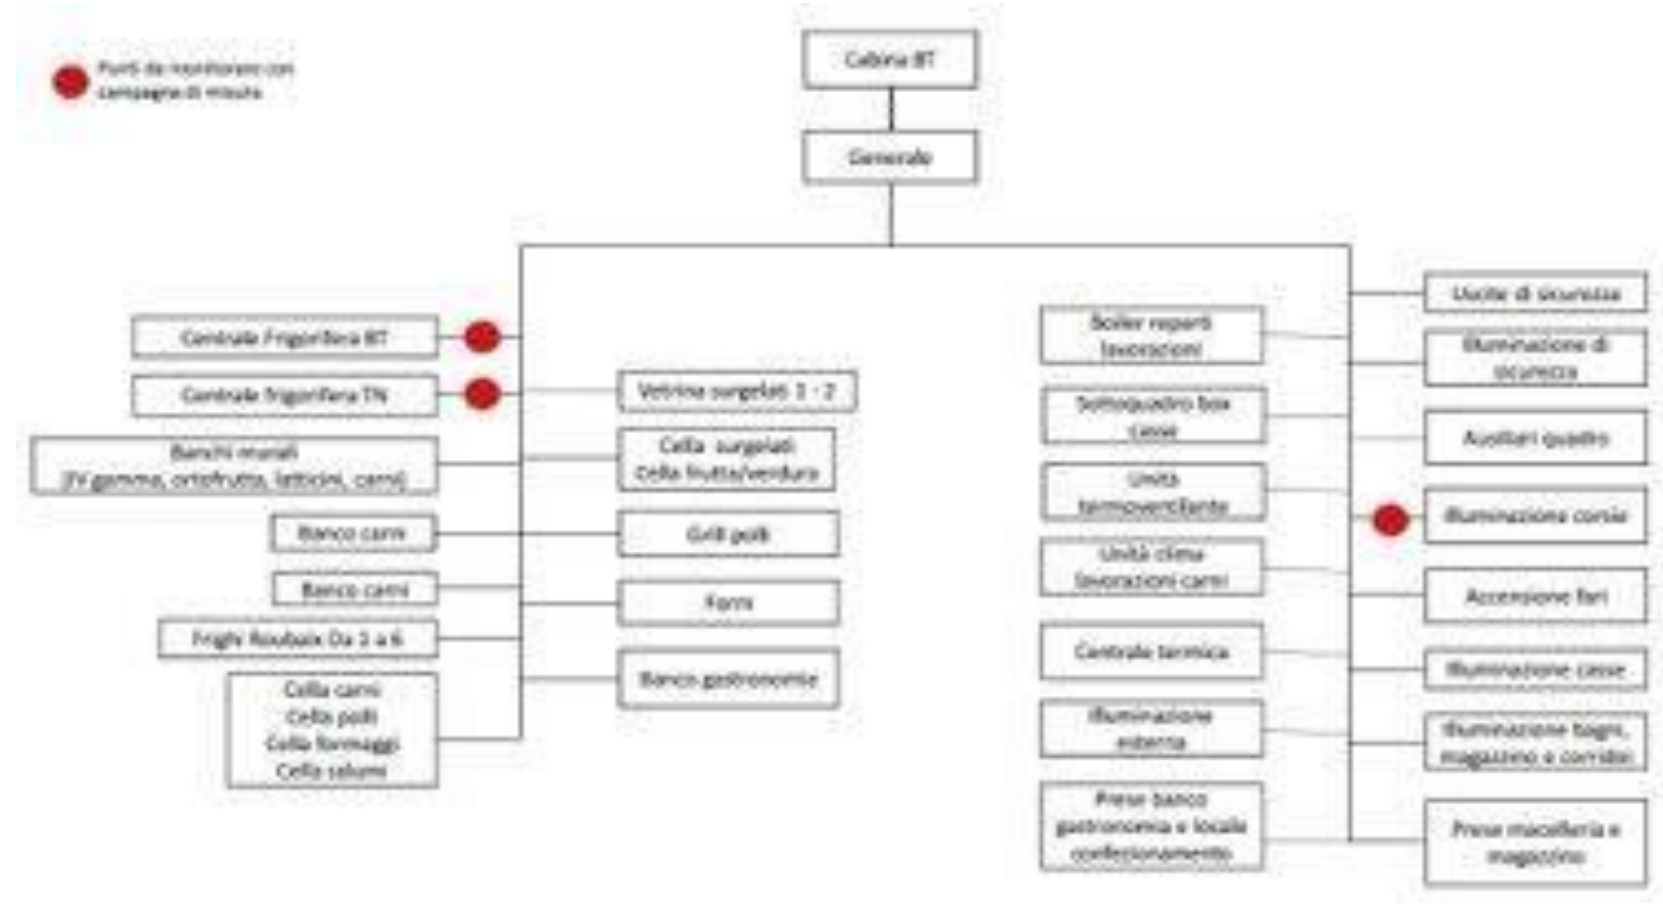 Punti da monitorare con
campagna di misura
Cabina BT
Generale
Centrale Frigorifera BT
Centrale frigorifera TN
Banchi murali
(IV gamma, ortofrutta, latticini, carni)
Banco carni
Banco carni
Frighi Roubaix Da 1 a 6
Cella carni
Cella polli
Cella formaggi
Cella salumi
Vetrina surgelati 1 - 2
Cella surgelati
Cella frutta/verdura
Grill polli
Forni
Banco gastronomie
Boiler reparti
lavorazioni
Sottoquadro box
casse
Unità
termoventilante
Unità clima
lavorazioni carni
Centrale termica
Illuminazione
esterna
Prese banco
gastronomia e locale
confezionamento
Uscite di sicurezza
Illuminazione di
sicurezza
Ausiliari quadro
Illuminazione corsie
Accensione fari
Illuminazione casse
Illuminazione bagni,
magazzino e corridoi
Prese macelleria e
magazzino